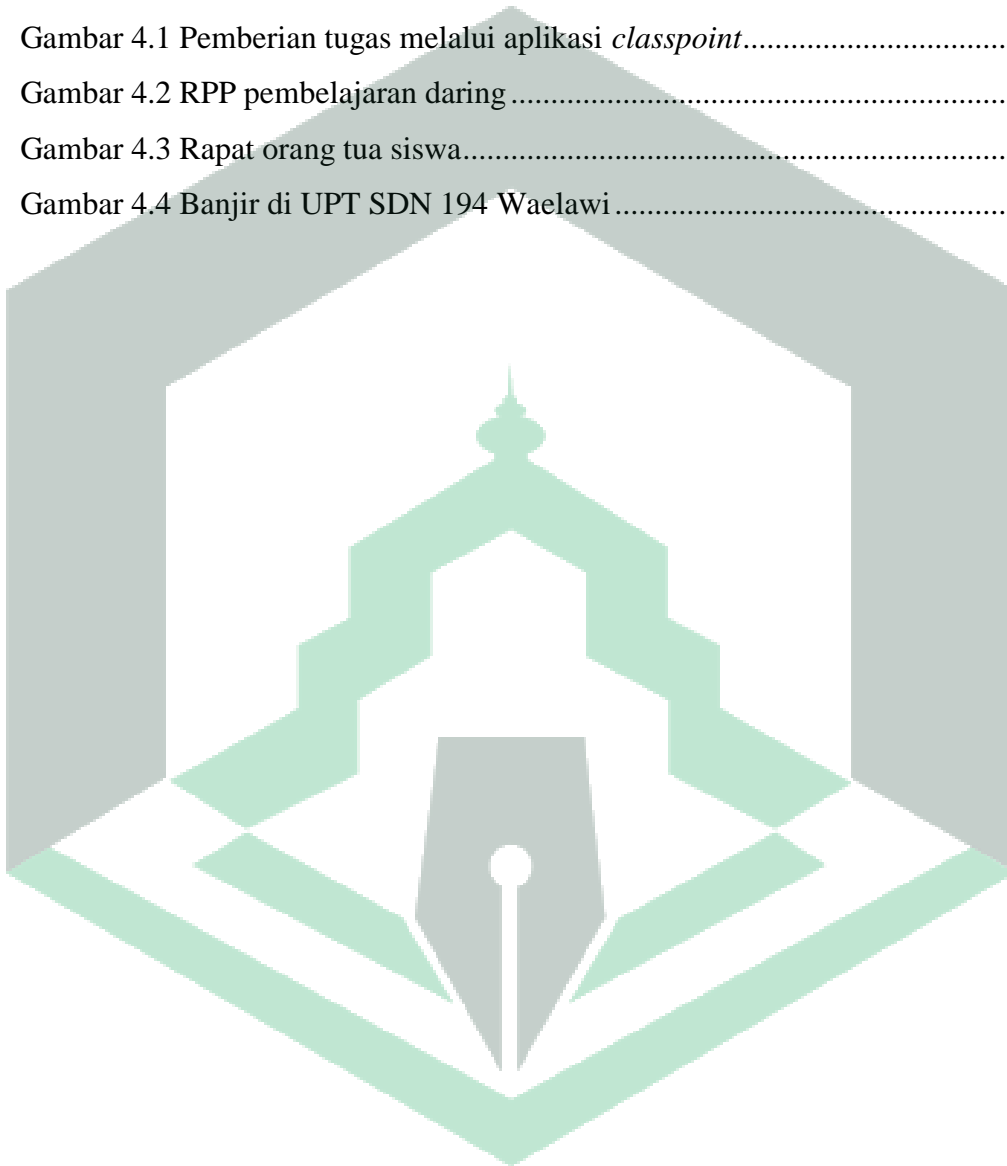 Gambar 4.1 Pemberian tugas melalui aplikasi classpoint................................
Gambar 4.2 RPP pembelajaran daring.............................................................
Gambar 4.3 Rapat orang tua siswa...................................................................
Gambar 4.4 Banjir di UPT SDN 194 Waelawi................................................